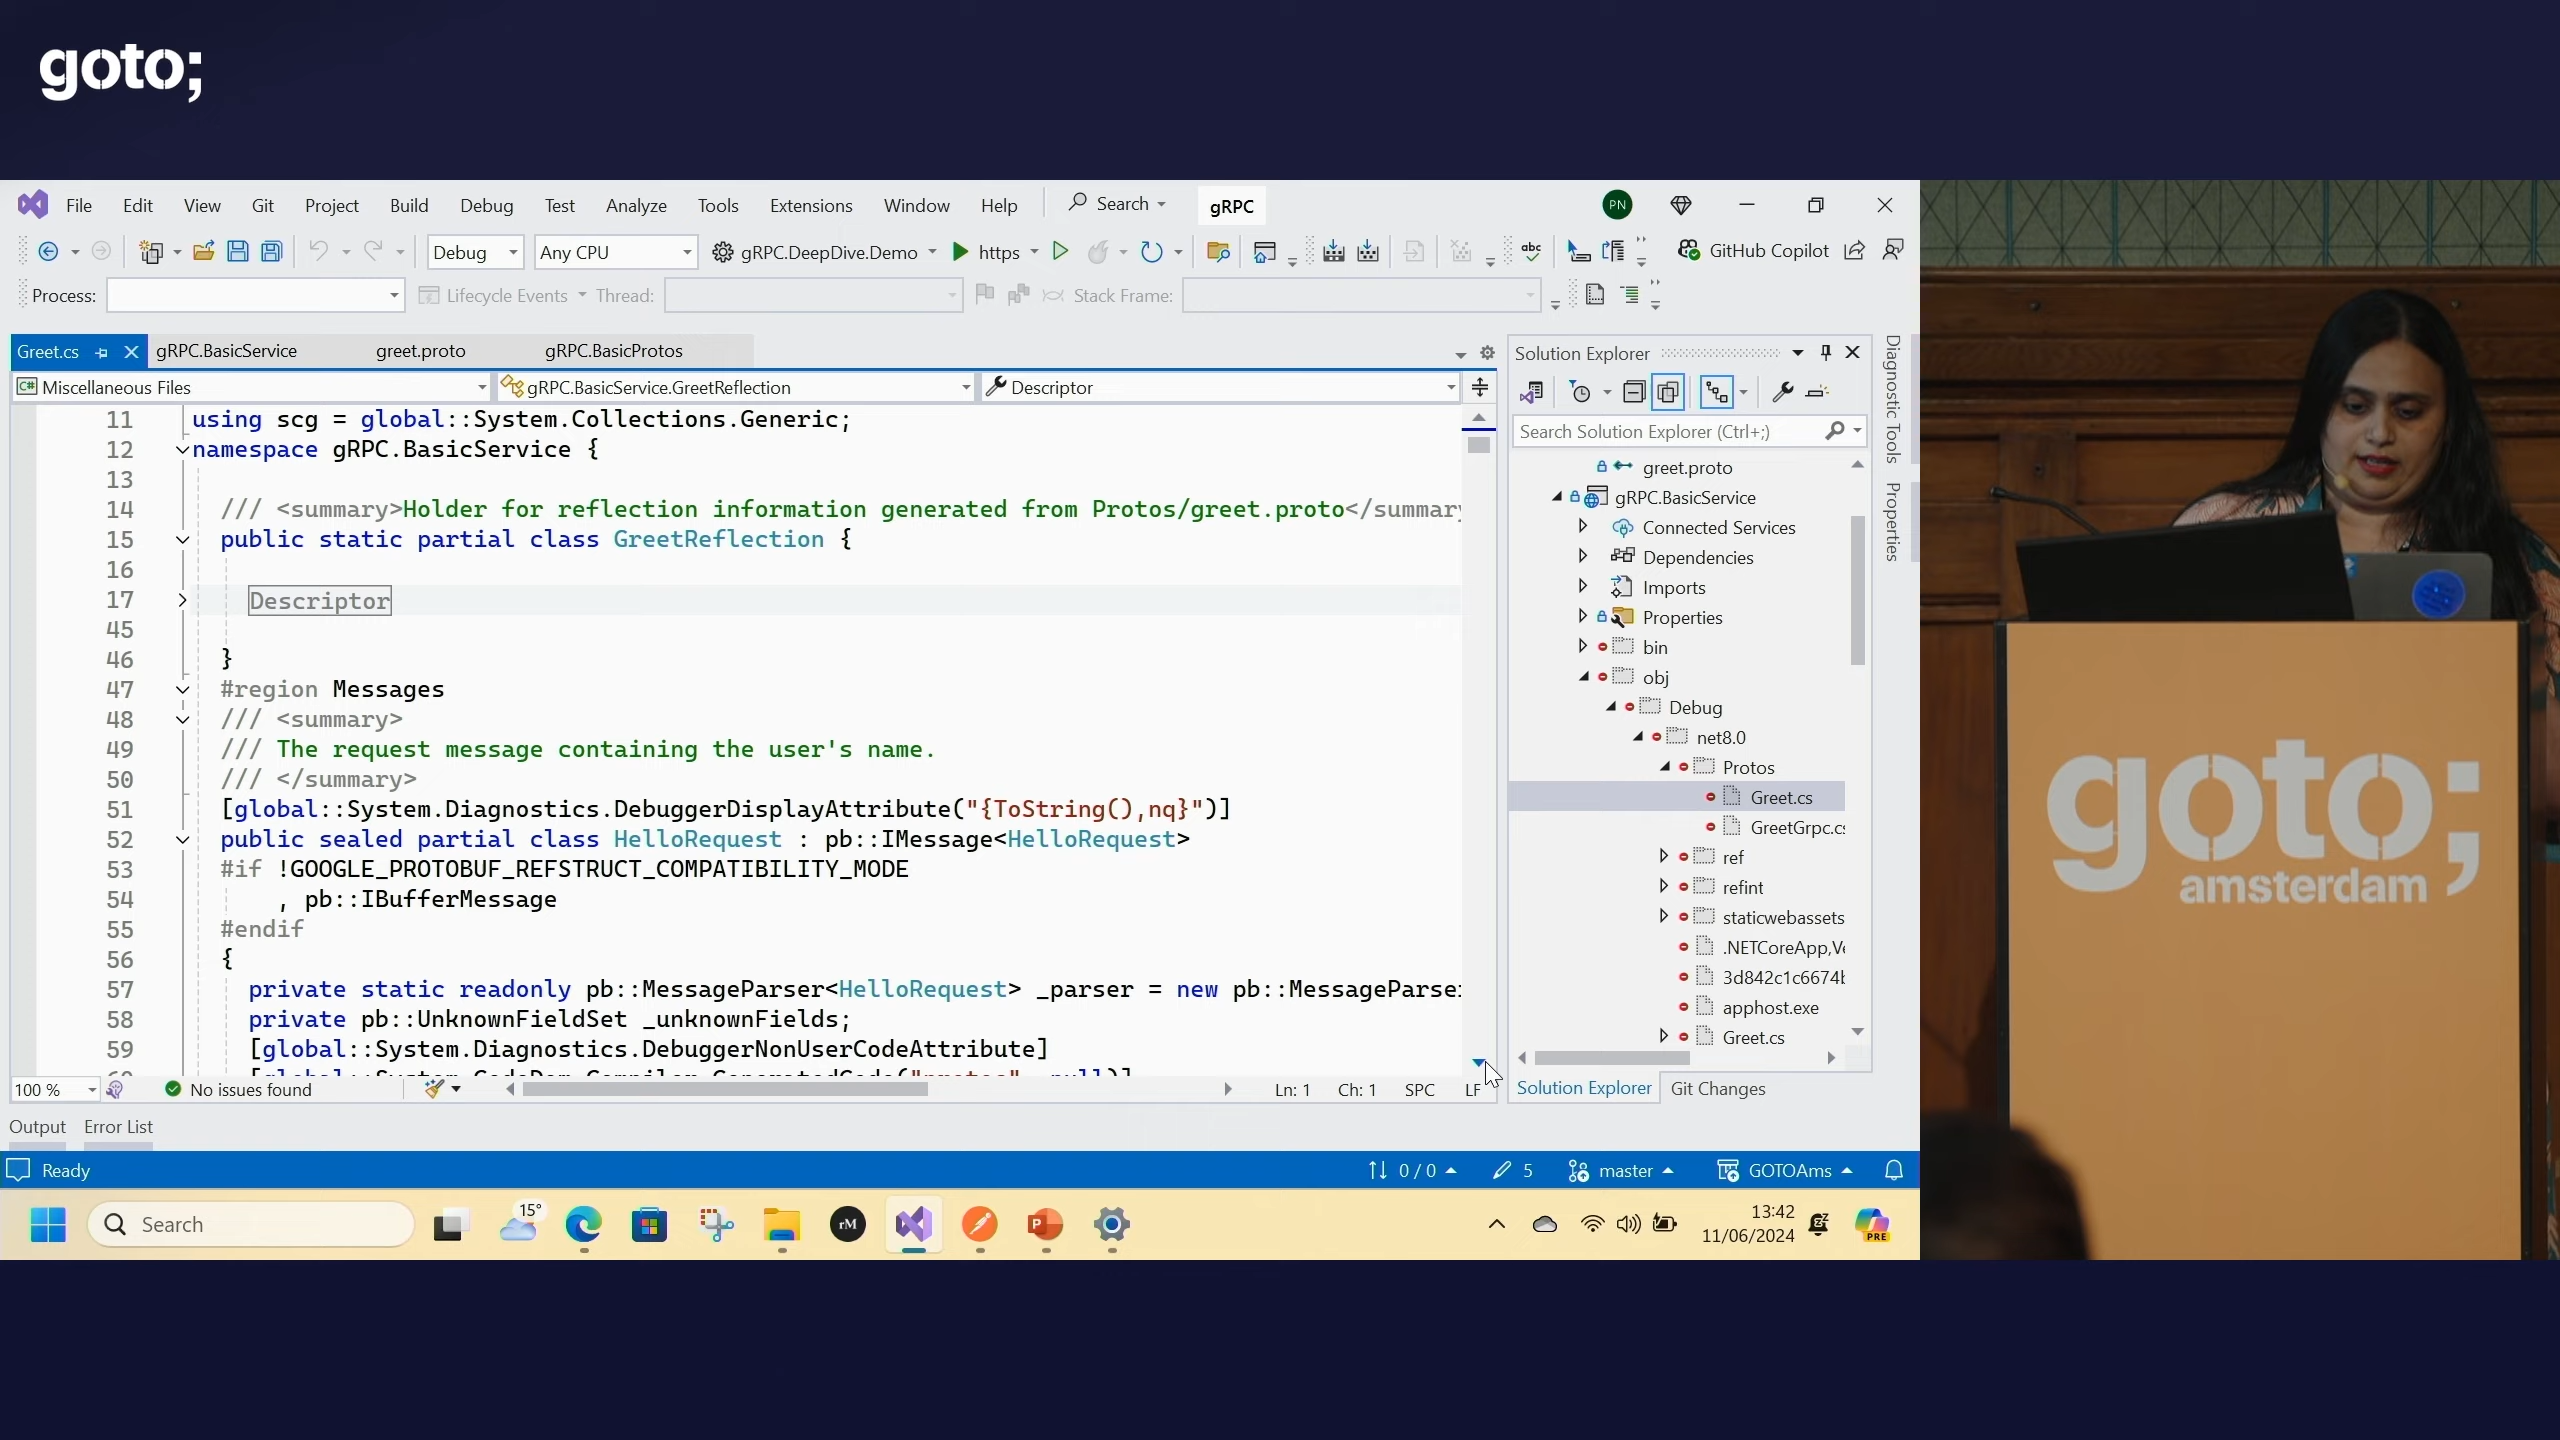 goto;
File Edit View Git Project Build Debug Test Analyze Tools Extensions Window Help Search gRPC PN
Debug Any CPU gRPC.DeepDive.Demo https GitHub Copilot
Process: Lifecycle Events Thread: Stack Frame:
Greet.cs gRPC.BasicService greet.proto gRPC.BasicProtos
Miscellaneous Files gRPC.BasicService.GreetReflection Descriptor
11 using scg = global::System.Collections.Generic;
12 namespace gRPC.BasicService {
13
14 /// <summary>Holder for reflection information generated from Protos/greet.proto</summary
15 public static partial class GreetReflection {
16
17 Descriptor
45
46 }
47 #region Messages
48 /// <summary>
49 /// The request message containing the user's name.
50 /// </summary>
51 [global::System.Diagnostics.DebuggerDisplayAttribute("{ToString(),nq}")]
52 public sealed partial class HelloRequest : pb::IMessage<HelloRequest>
53 #if !GOOGLE_PROTOBUF_REFSTRUCT_COMPATIBILITY_MODE
54 , pb::IBufferMessage
55 #endif
56 {
57 private static readonly pb::MessageParser<HelloRequest> _parser = new pb::MessageParser
58 private pb::UnknownFieldSet _unknownFields;
59 [global::System.Diagnostics.DebuggerNonUserCodeAttribute]
100 % No issues found Ln: 1 Ch: 1 SPC LF
Output Error List
Solution Explorer
Search Solution Explorer (Ctrl+;)
greet.proto
gRPC.BasicService
Connected Services
Dependencies
Imports
Properties
bin
obj
Debug
net8.0
Protos
Greet.cs
GreetGrpc.cs
ref
refint
staticwebassets
.NETCoreApp,Ve
3d842c1c6674b
apphost.exe
Greet.cs
Solution Explorer Git Changes
Diagnostic Tools
Properties
Ready 0 / 0 5 master GOTOAms
Search 15° rM P 13:42
11/06/2024 PRE
goto;
amsterdam